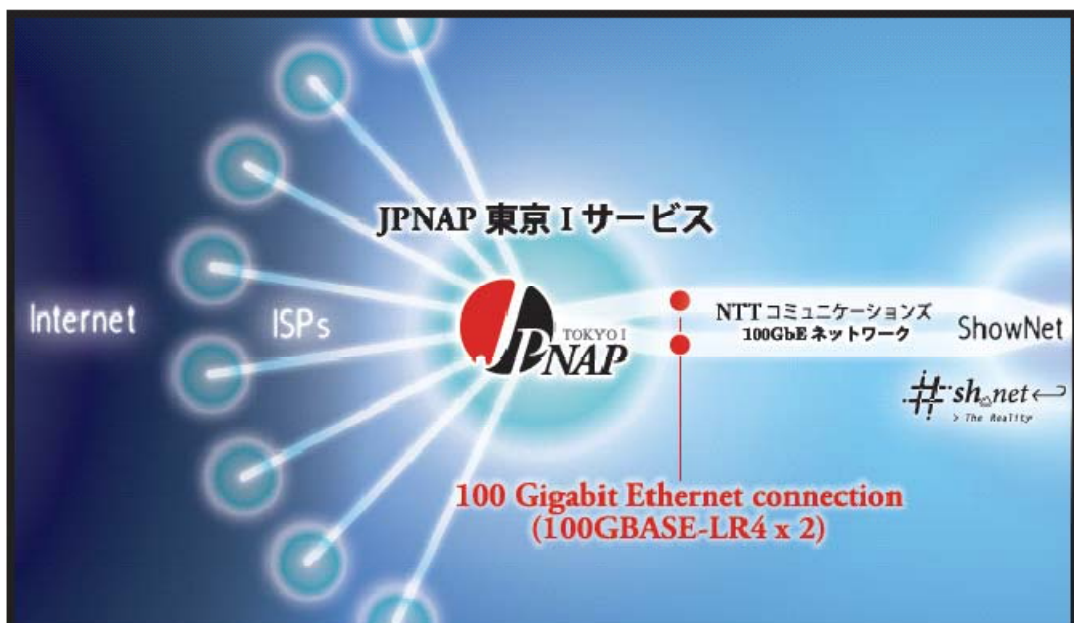 JPNAP 東京 I サービス
Internet
ISPs
TOKYO I
JPNAP
NTT コミュニケーションズ
100GbE ネットワーク
ShowNet
#sh_net
> The Reality
100 Gigabit Ethernet connection
(100GBASE-LR4 x 2)